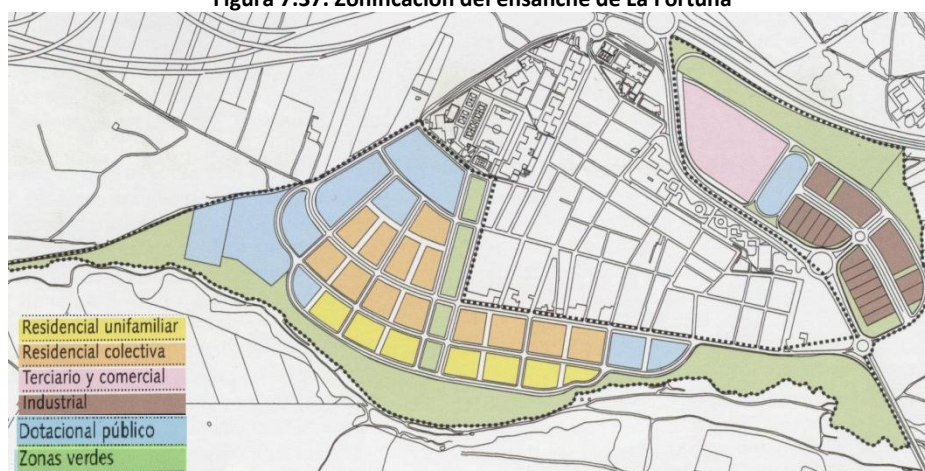 Figura 7.37. Zonificación del ensanche de La Fortuna
Residencial unifamiliar
Residencial colectiva
Terciario y comercial
Industrial
Dotacional público
Zonas verdes